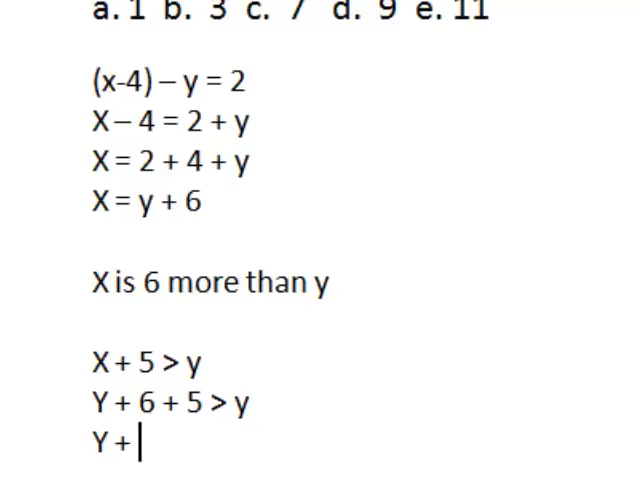 a. 1 b. 3 c. 7 d. 9 e. 11
(x-4) – y = 2
X – 4 = 2 + y
X = 2 + 4 + y
X = y + 6
X is 6 more than y
X + 5 > y
Y + 6 + 5 > y
Y +